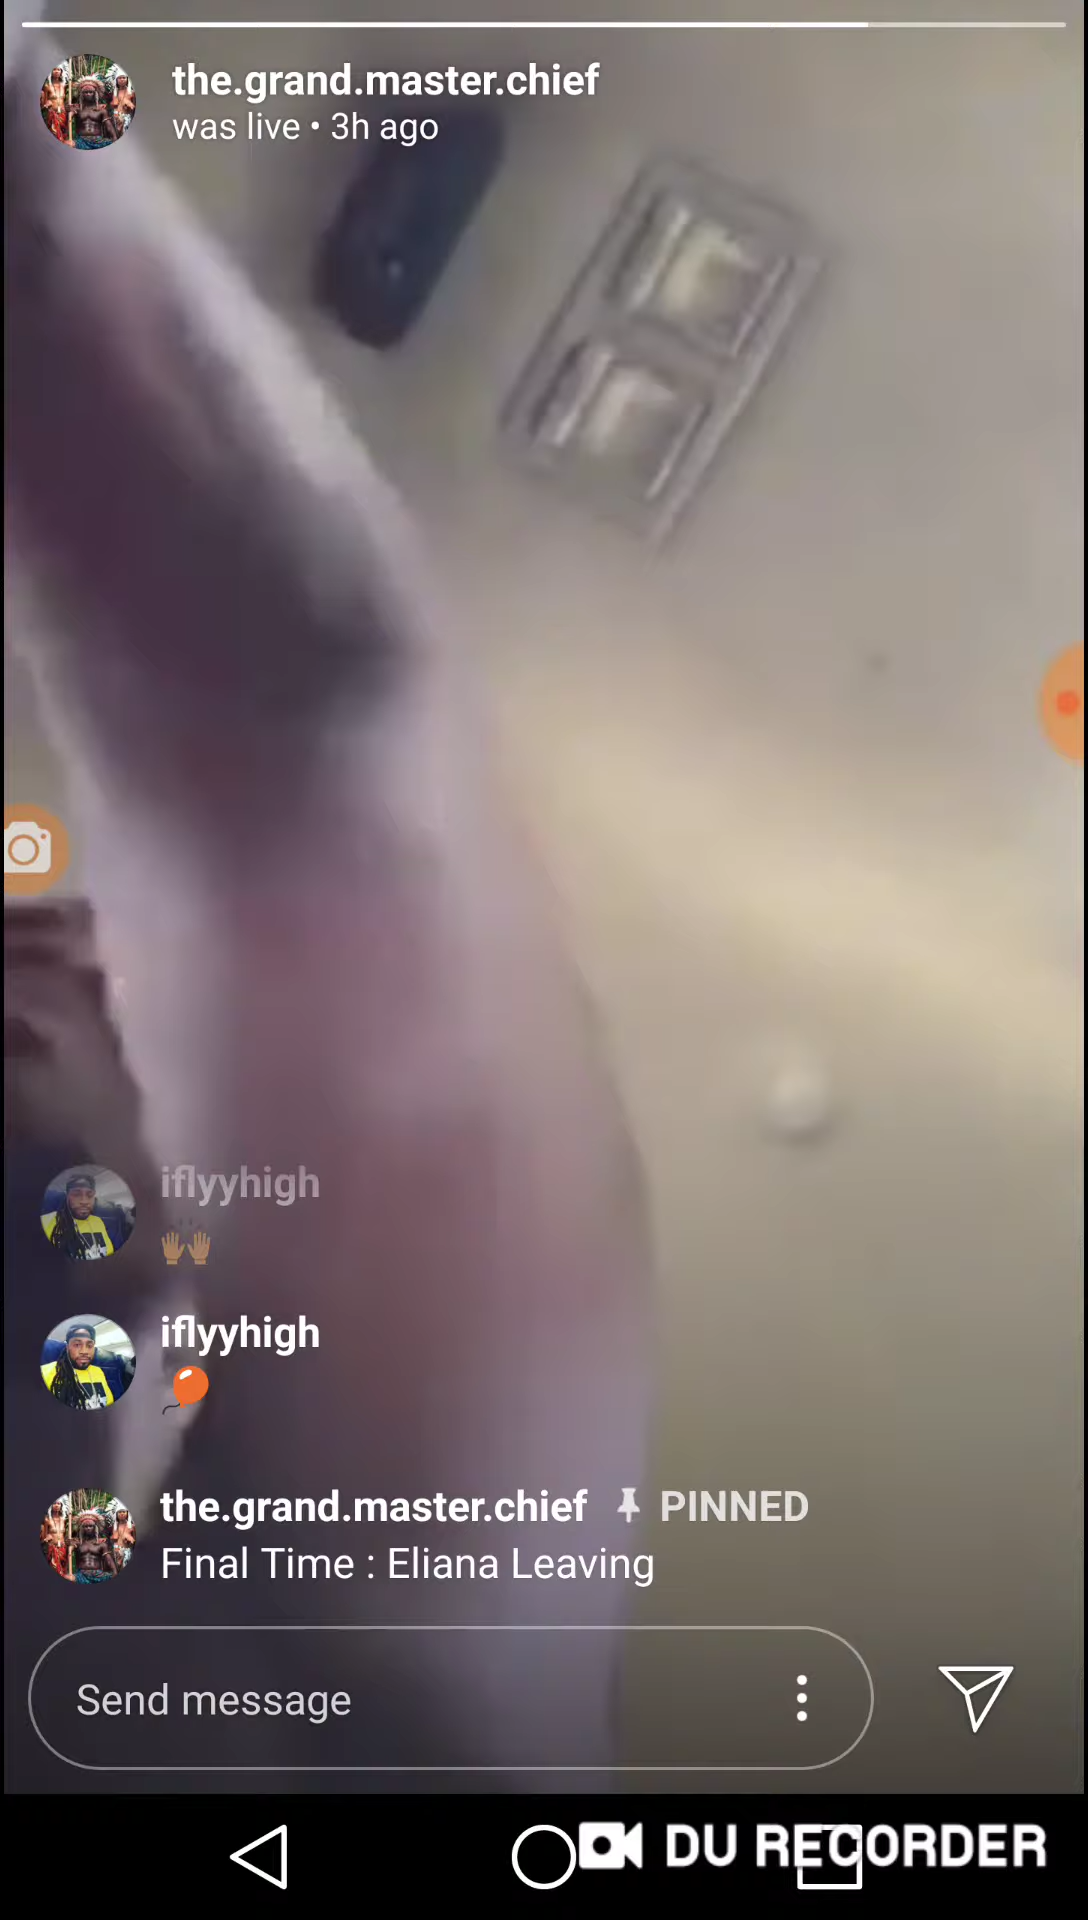 the.grand.master.chief
was live • 3h ago
iflyyhigh
🙌🏽
iflyyhigh
🎈
the.grand.master.chief 📌 PINNED
Final Time : Eliana Leaving
Send message
DU RECORDER